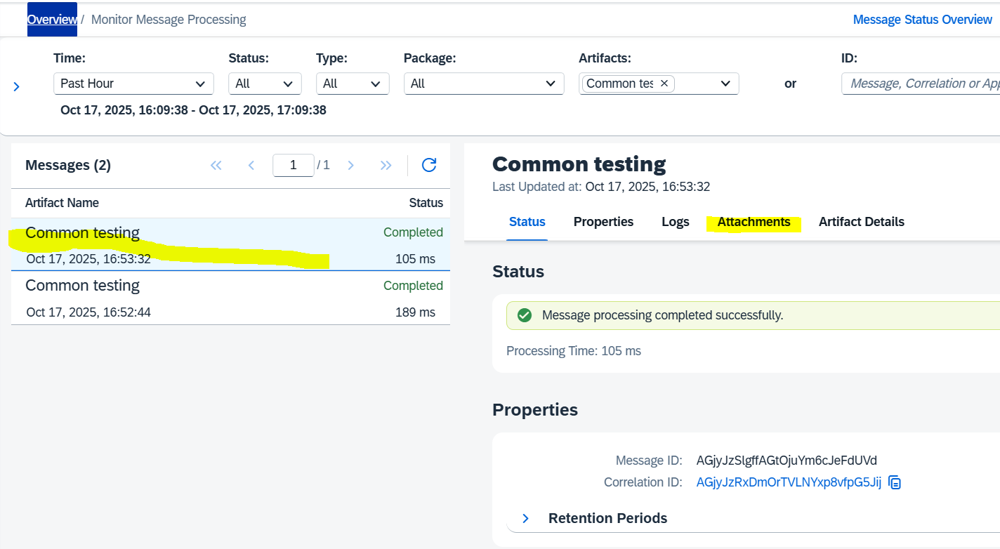 Overview / Monitor Message Processing
Message Status Overview
Time: Status: Type: Package: Artifacts: ID:
Past Hour All All All Common tes or Message, Correlation or App
Oct 17, 2025, 16:09:38 - Oct 17, 2025, 17:09:38
Messages (2) 1 / 1
Artifact Name Status
Common testing Completed
Oct 17, 2025, 16:53:32 105 ms
Common testing Completed
Oct 17, 2025, 16:52:44 189 ms
Common testing
Last Updated at: Oct 17, 2025, 16:53:32
Status Properties Logs Attachments Artifact Details
Status
Message processing completed successfully.
Processing Time: 105 ms
Properties
Message ID: AGjyJzSlgffAGtOjuYm6cJeFdUVd
Correlation ID: AGjyJzRxDmOrTVLNYxp8vfpG5Jij
Retention Periods